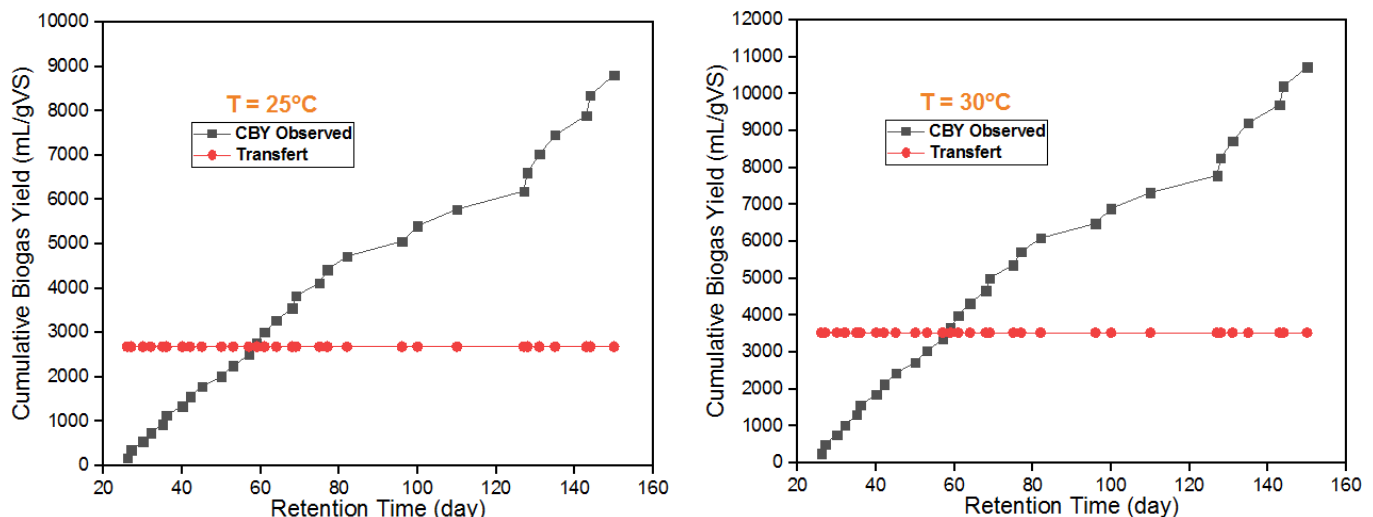 Cumulative Biogas Yield (mL/gVS)
10000
9000
8000
7000
6000
5000
4000
3000
2000
1000
0
T = 25°C
CBY Observed
Transfert
20 40 60 80 100 120 140 160
Retention Time (day)
Cumulative Biogas Yield (mL/gVS)
12000
11000
10000
9000
8000
7000
6000
5000
4000
3000
2000
1000
0
T = 30°C
CBY Observed
Transfert
20 40 60 80 100 120 140 160
Retention Time (day)